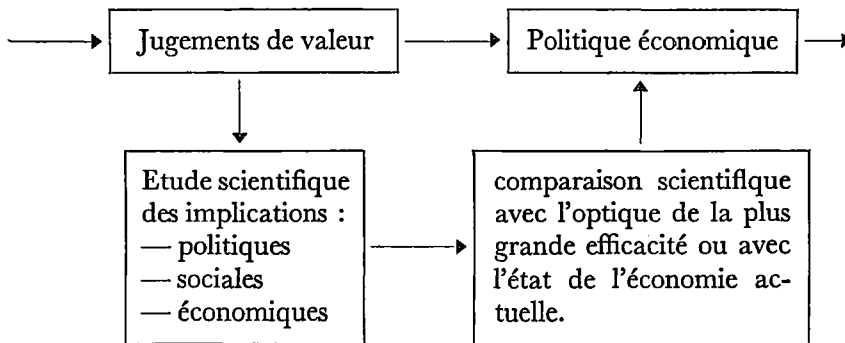 Jugements de valeur
Politique économique
Etude scientifique
des implications :
— politiques
— sociales
— économiques
comparaison scientifique
avec l'optique de la plus
grande efficacité ou avec
l'état de l'économie ac-
tuelle.